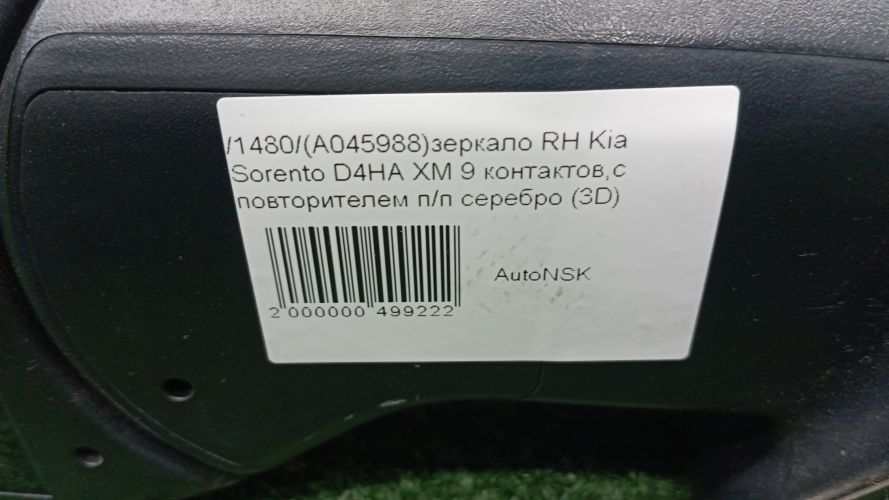 /1480/(A045988)зеркало RH Kia
Sorento D4HA XM 9 контактов,с
повторителем п/п серебро (3D)
AutoNSK
2 000000 499222